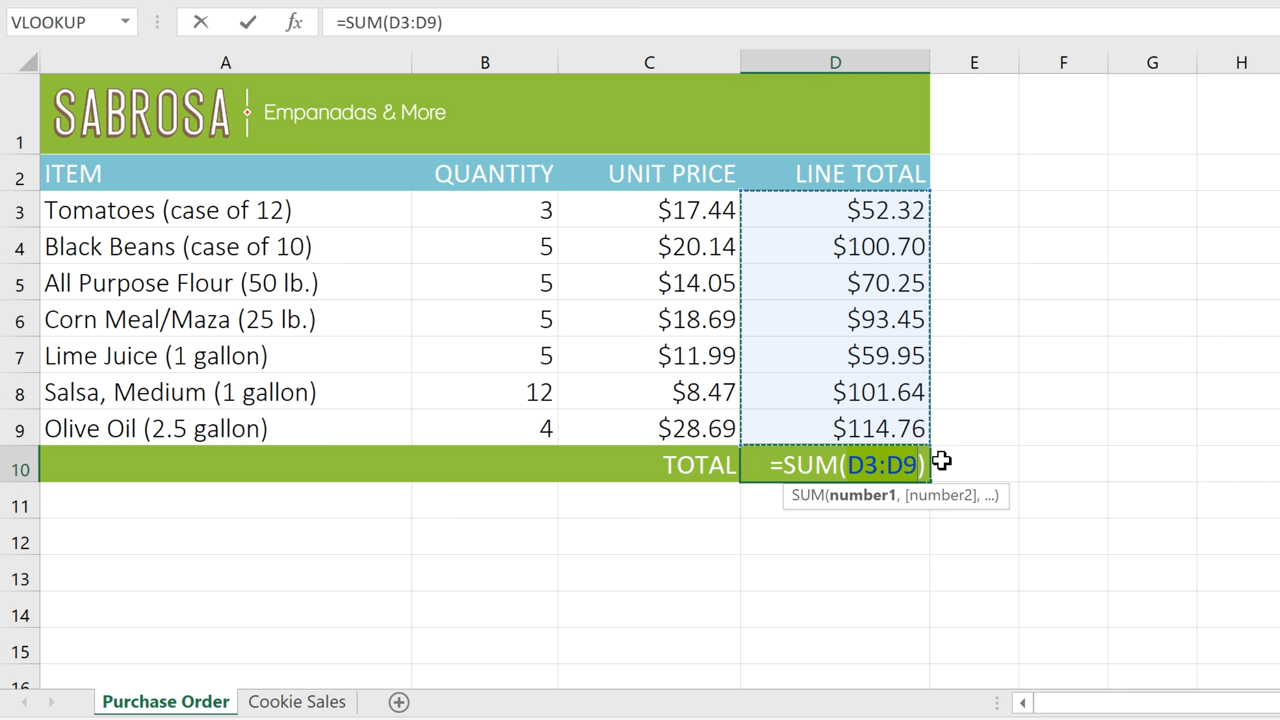 VLOOKUP fx =SUM(D3:D9)
A B C D E F G H
1 SABROSA Empanadas & More
2 ITEM QUANTITY UNIT PRICE LINE TOTAL
3 Tomatoes (case of 12) 3 $17.44 $52.32
4 Black Beans (case of 10) 5 $20.14 $100.70
5 All Purpose Flour (50 lb.) 5 $14.05 $70.25
6 Corn Meal/Maza (25 lb.) 5 $18.69 $93.45
7 Lime Juice (1 gallon) 5 $11.99 $59.95
8 Salsa, Medium (1 gallon) 12 $8.47 $101.64
9 Olive Oil (2.5 gallon) 4 $28.69 $114.76
10 TOTAL =SUM(D3:D9)
11 SUM(number1, [number2], ...)
12
13
14
15
16
Purchase Order Cookie Sales